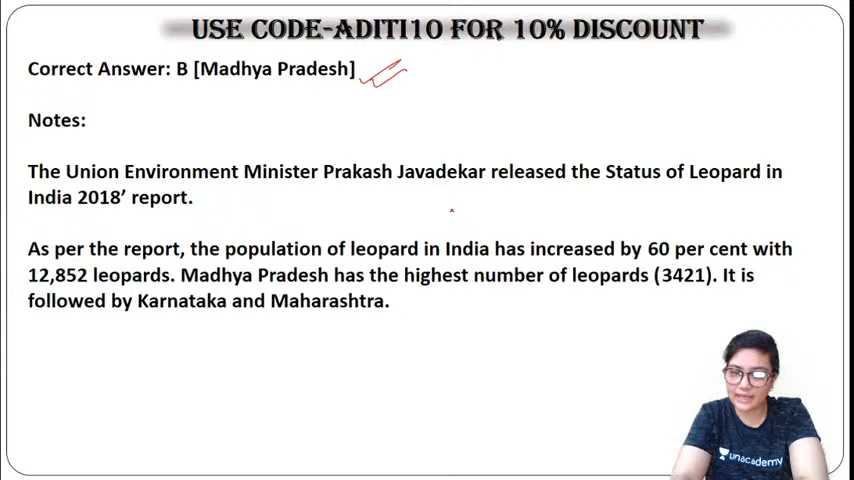 USE CODE-ADITI10 FOR 10% DISCOUNT
Correct Answer: B [Madhya Pradesh]
Notes:
The Union Environment Minister Prakash Javadekar released the Status of Leopard in
India 2018’ report.
As per the report, the population of leopard in India has increased by 60 per cent with
12,852 leopards. Madhya Pradesh has the highest number of leopards (3421). It is
followed by Karnataka and Maharashtra.
unacademy